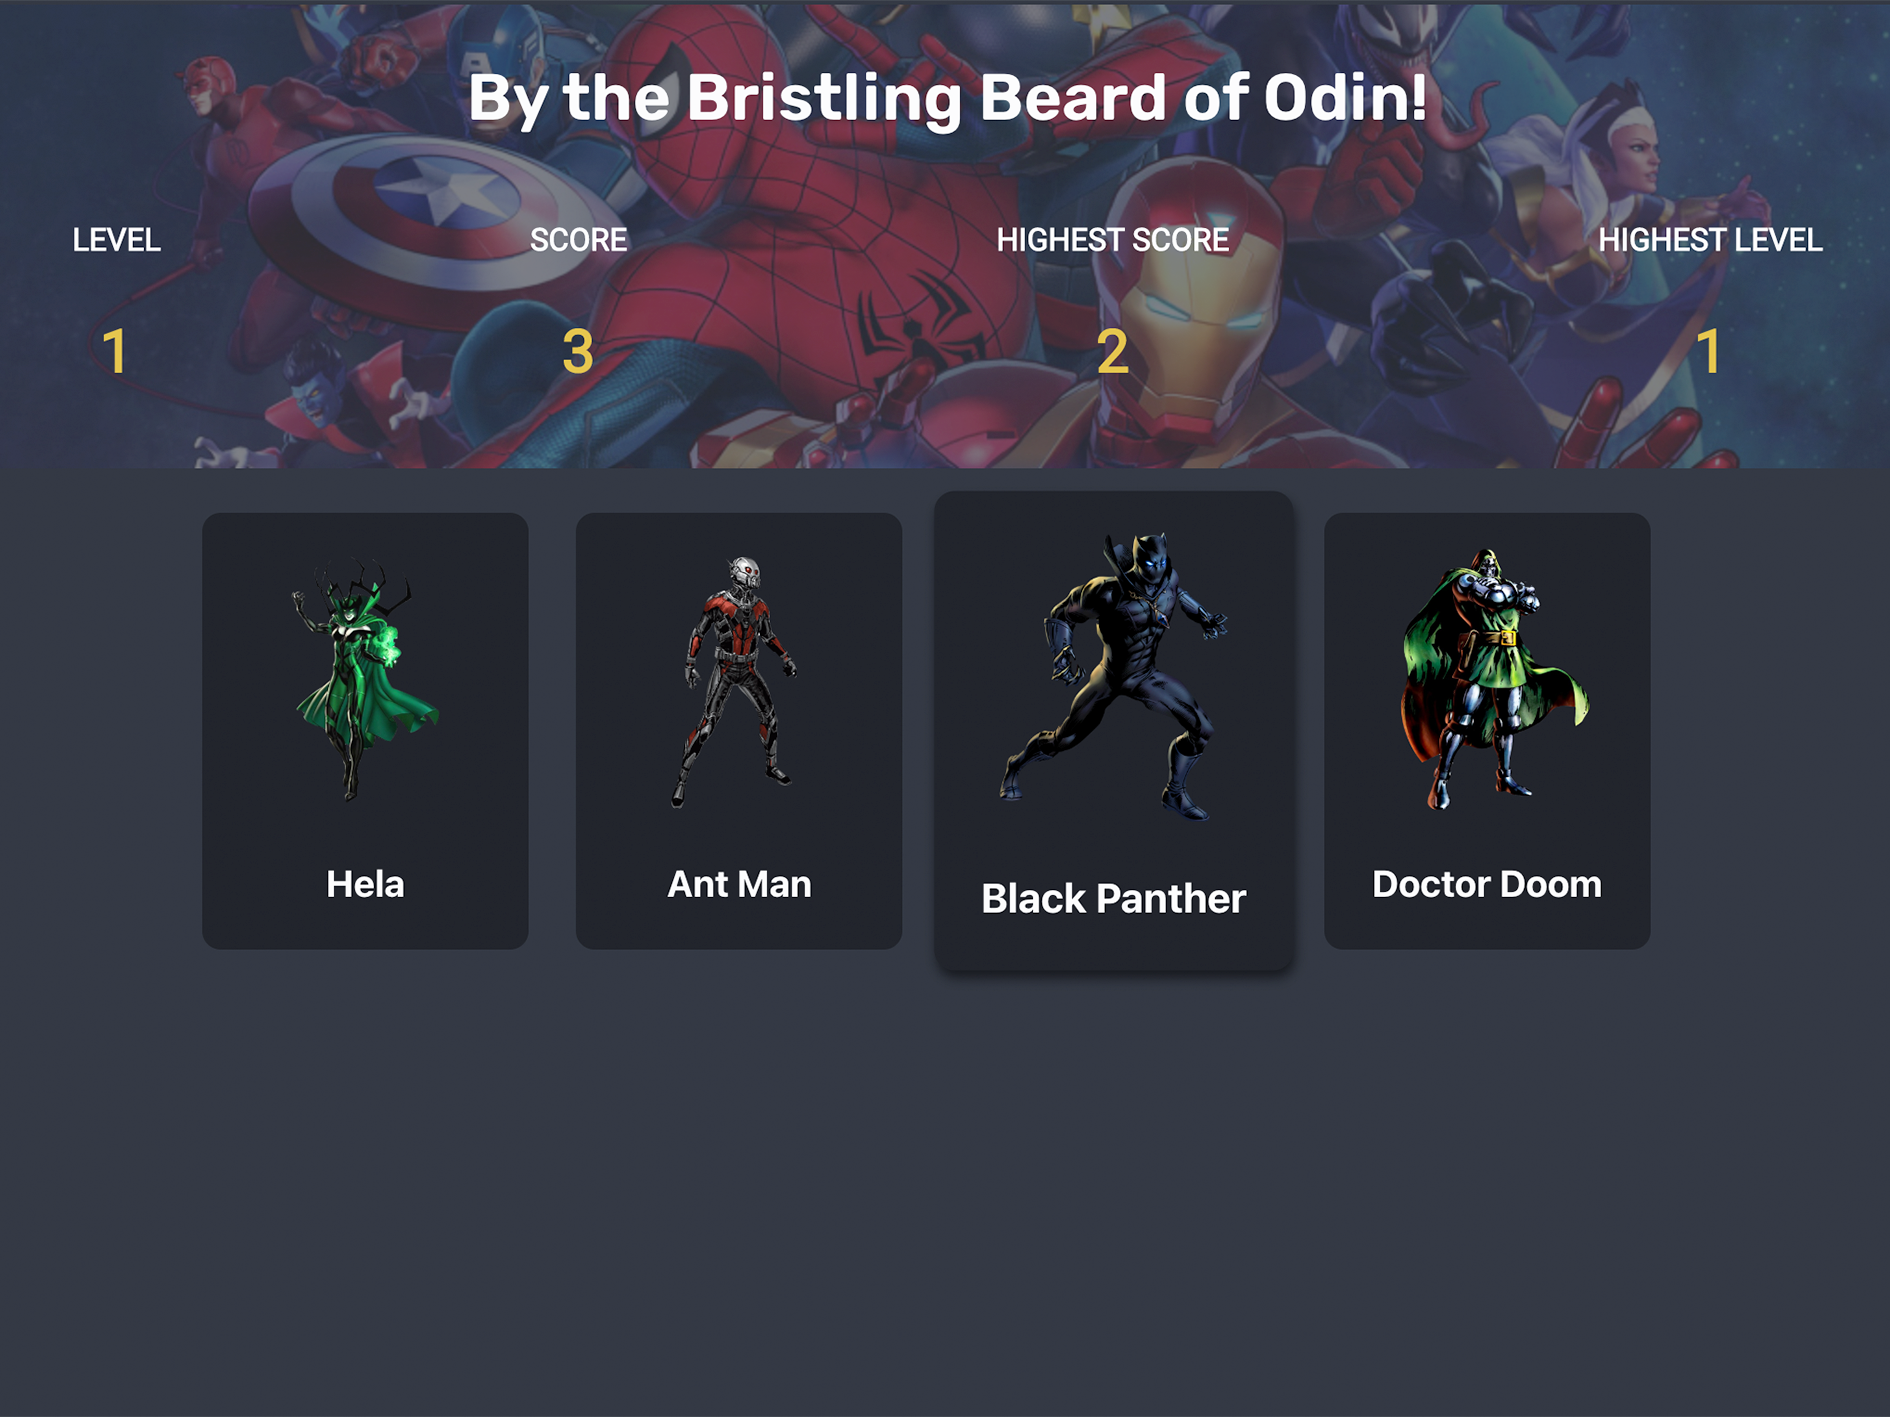 By the Bristling Beard of Odin!
LEVEL
SCORE
HIGHEST SCORE
HIGHEST LEVEL
1
3
2
1
Hela
Ant Man
Black Panther
Doctor Doom